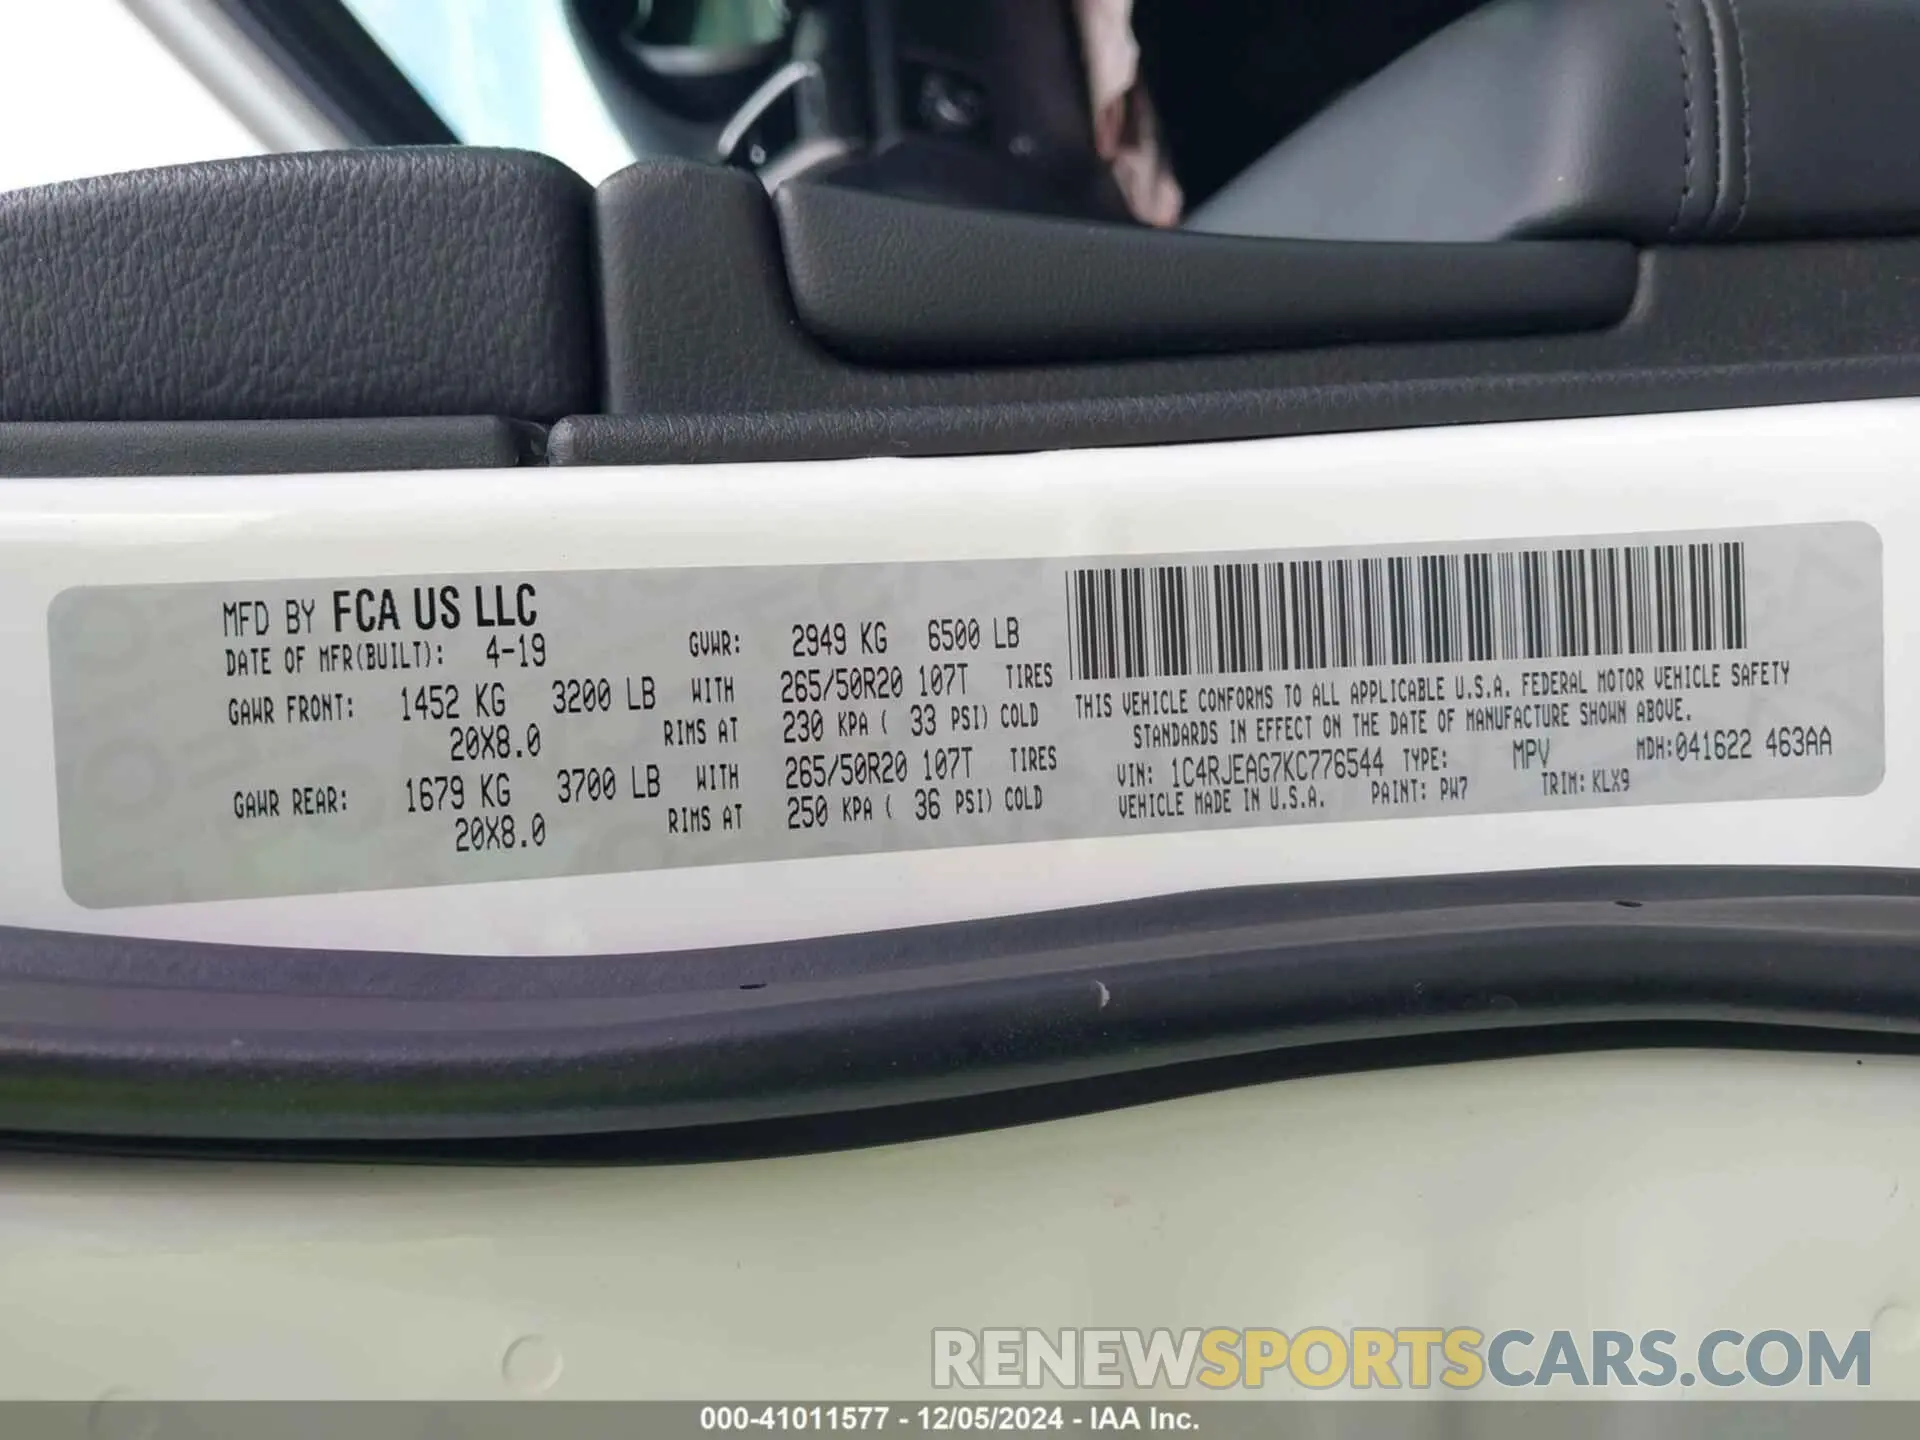 MFD BY FCA US LLC
DATE OF MFR(BUILT): 4-19 GVWR: 2949 KG 6500 LB
GAWR FRONT: 1452 KG 3200 LB WITH 265/50R20 107T TIRES
20X8.0 RIMS AT 230 KPA ( 33 PSI) COLD
GAWR REAR: 1679 KG 3700 LB WITH 265/50R20 107T TIRES
20X8.0 RIMS AT 250 KPA ( 36 PSI) COLD
THIS VEHICLE CONFORMS TO ALL APPLICABLE U.S.A. FEDERAL MOTOR VEHICLE SAFETY
STANDARDS IN EFFECT ON THE DATE OF MANUFACTURE SHOWN ABOVE.
VIN: 1C4RJEAG7KC776544 TYPE: MPV MDH:041622 463AA
VEHICLE MADE IN U.S.A. PAINT: PW7 TRIM: KLX9
RENEWSPORTSCARS.COM
000-41011577 - 12/05/2024 - IAA Inc.